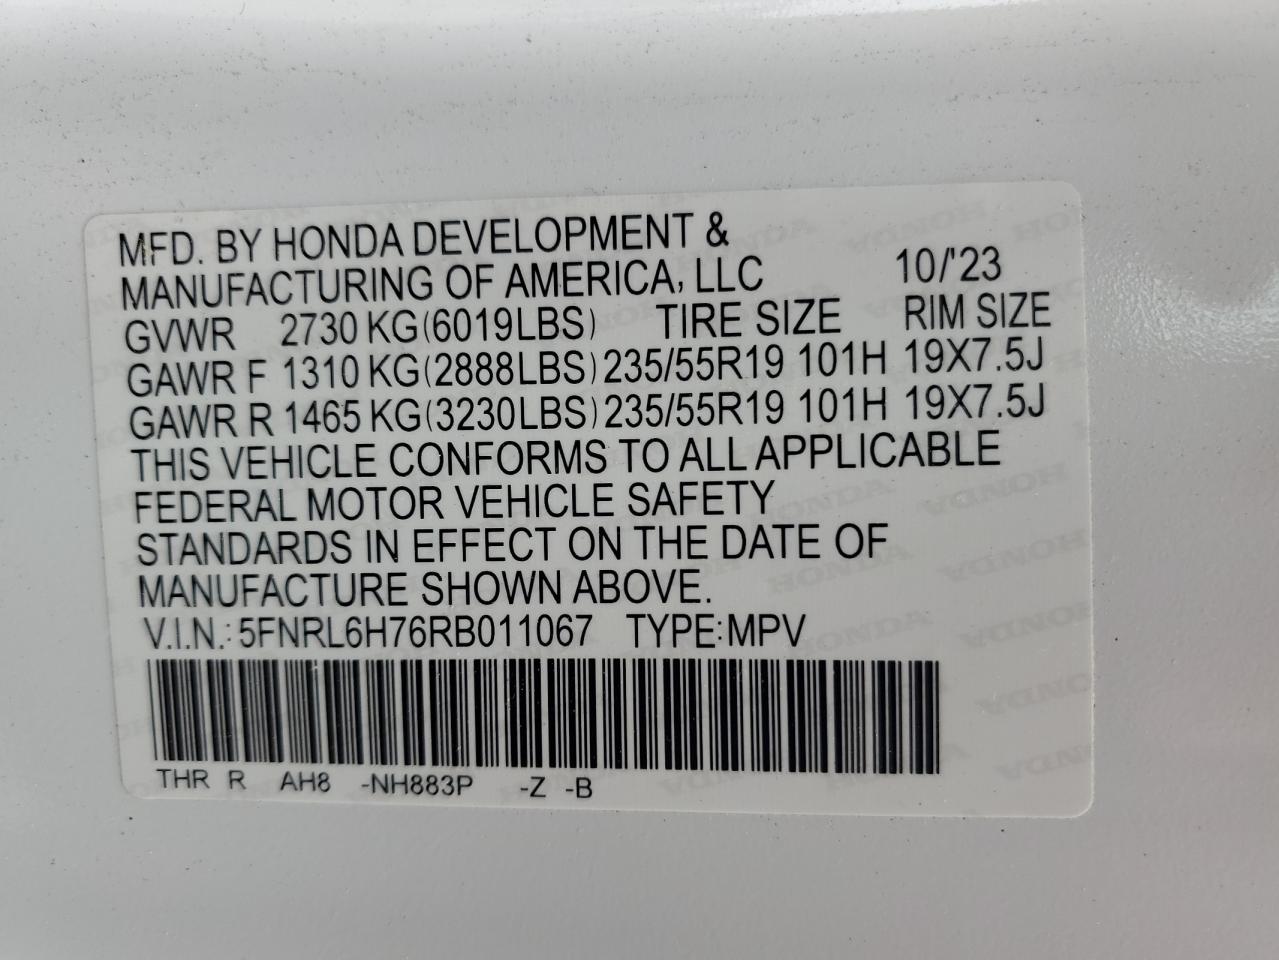 MFD. BY HONDA DEVELOPMENT &
MANUFACTURING OF AMERICA, LLC 10/'23
GVWR 2730 KG(6019LBS) TIRE SIZE RIM SIZE
GAWR F 1310 KG(2888LBS) 235/55R19 101H 19X7.5J
GAWR R 1465 KG(3230LBS) 235/55R19 101H 19X7.5J
THIS VEHICLE CONFORMS TO ALL APPLICABLE
FEDERAL MOTOR VEHICLE SAFETY
STANDARDS IN EFFECT ON THE DATE OF
MANUFACTURE SHOWN ABOVE.
V.I.N.: 5FNRL6H76RB011067 TYPE:MPV
THR R AH8 -NH883P -Z -B